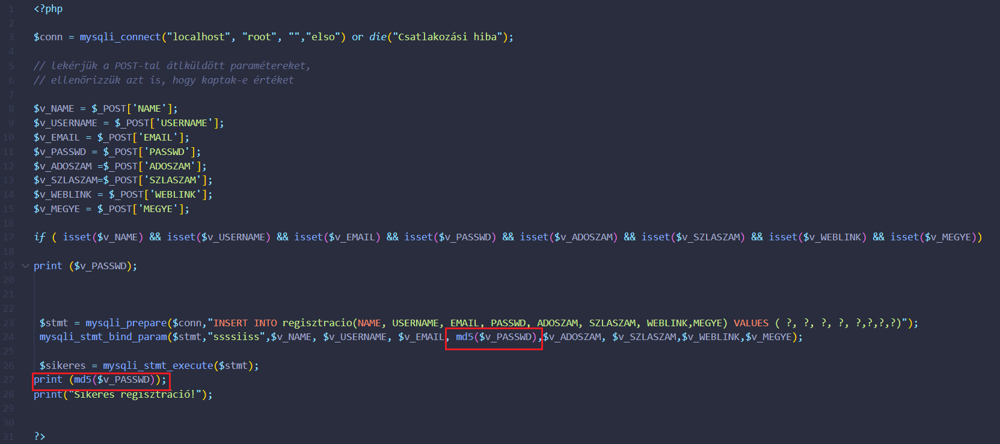 1 <?php
2
3 $conn = mysqli_connect("localhost", "root", "","elso") or die("Csatlakozási hiba");
4
5 // lekérjük a POST-tal átlküldött paramétereket,
6 // ellenőrizzük azt is, hogy kaptak-e értéket
7
8 $v_NAME = $_POST['NAME'];
9 $v_USERNAME = $_POST['USERNAME'];
10 $v_EMAIL = $_POST['EMAIL'];
11 $v_PASSWD = $_POST['PASSWD'];
12 $v_ADOSZAM =$_POST['ADOSZAM'];
13 $v_SZLASZAM=$_POST['SZLASZAM'];
14 $v_WEBLINK = $_POST['WEBLINK'];
15 $v_MEGYE = $_POST['MEGYE'];
16
17 if ( isset($v_NAME) && isset($v_USERNAME) && isset($v_EMAIL) && isset($v_PASSWD) && isset($v_ADOSZAM) && isset($v_SZLASZAM) && isset($v_WEBLINK) && isset($v_MEGYE))
18
19 print ($v_PASSWD);
20
21
22
23 $stmt = mysqli_prepare($conn,"INSERT INTO regisztracio(NAME, USERNAME, EMAIL, PASSWD, ADOSZAM, SZLASZAM, WEBLINK,MEGYE) VALUES ( ?, ?, ?, ?, ?,?,?,?)");
24 mysqli_stmt_bind_param($stmt,"ssssiiss",$v_NAME, $v_USERNAME, $v_EMAIL, md5($v_PASSWD),$v_ADOSZAM, $v_SZLASZAM,$v_WEBLINK,$v_MEGYE);
25
26 $sikeres = mysqli_stmt_execute($stmt);
27 print (md5($v_PASSWD));
28 print("Sikeres regisztráció!");
29
30
31 ?>